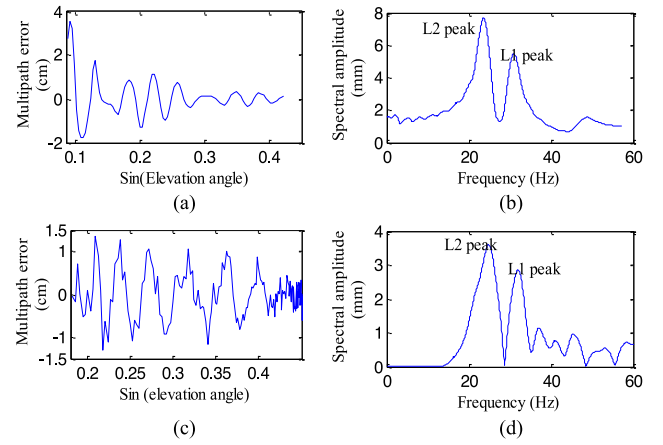 4
2
0
-2
Multipath error
(cm)
0.1
0.2
0.3
0.4
Sin(Elevation angle)
(a)
8
6
4
2
0
Spectral amplitude
(mm)
L2 peak
L1 peak
0
20
40
60
Frequency (Hz)
(b)
1.5
1
0
-1
-1.5
Multipath error
(cm)
0.2
0.25
0.3
0.35
0.4
Sin (elevation angle)
(c)
4
3
2
1
0
Spectral amplitude
(mm)
L2 peak
L1 peak
0
20
40
60
Frequency (Hz)
(d)